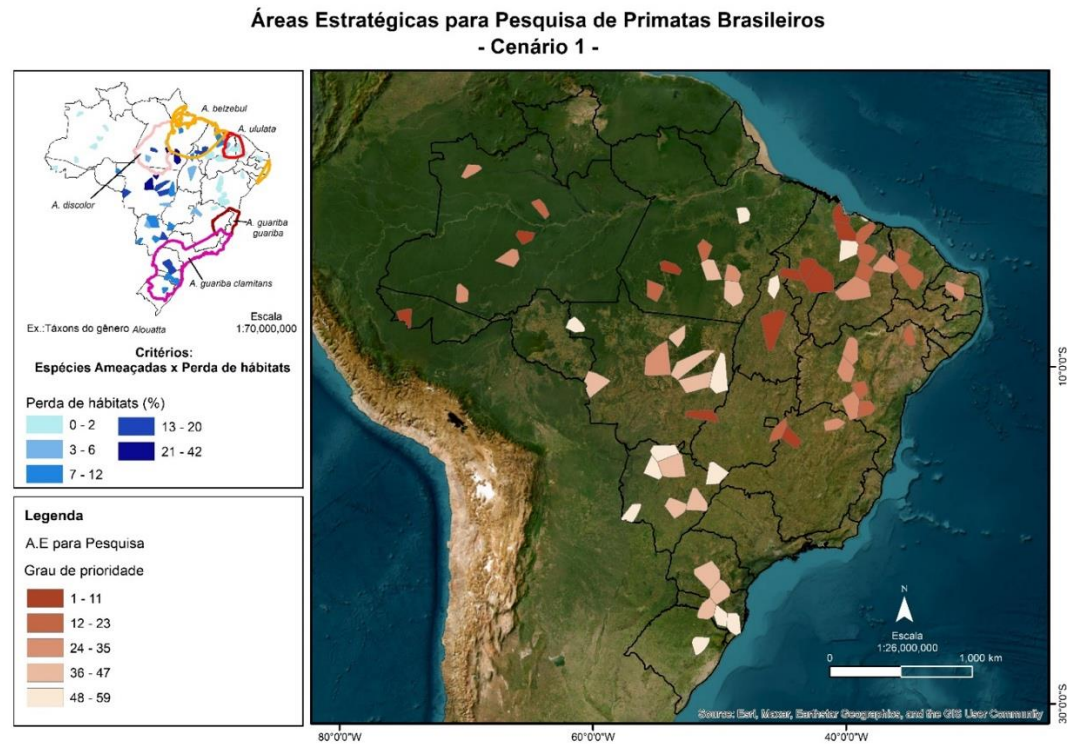 Áreas Estratégicas para Pesquisa de Primatas Brasileiros
- Cenário 1 -
A. belzebul
A. ululata
A. discolor
A. guariba
guariba
A. guariba clamitans
Ex.:Táxons do gênero Alouatta
Escala
1:70,000,000
Critérios:
Espécies Ameaçadas x Perda de hábitats
Perda de hábitats (%)
0 - 2
13 - 20
3 - 6
21 - 42
7 - 12
Legenda
A.E para Pesquisa
Grau de prioridade
1 - 11
12 - 23
24 - 35
36 - 47
48 - 59
10°0'0"S
30°0'0"S
N
Escala
1:26,000,000
0
1,000 km
Source: Esri, Maxar, Earthstar Geographics, and the GIS User Community
80°0'0"W
60°0'0"W
40°0'0"W